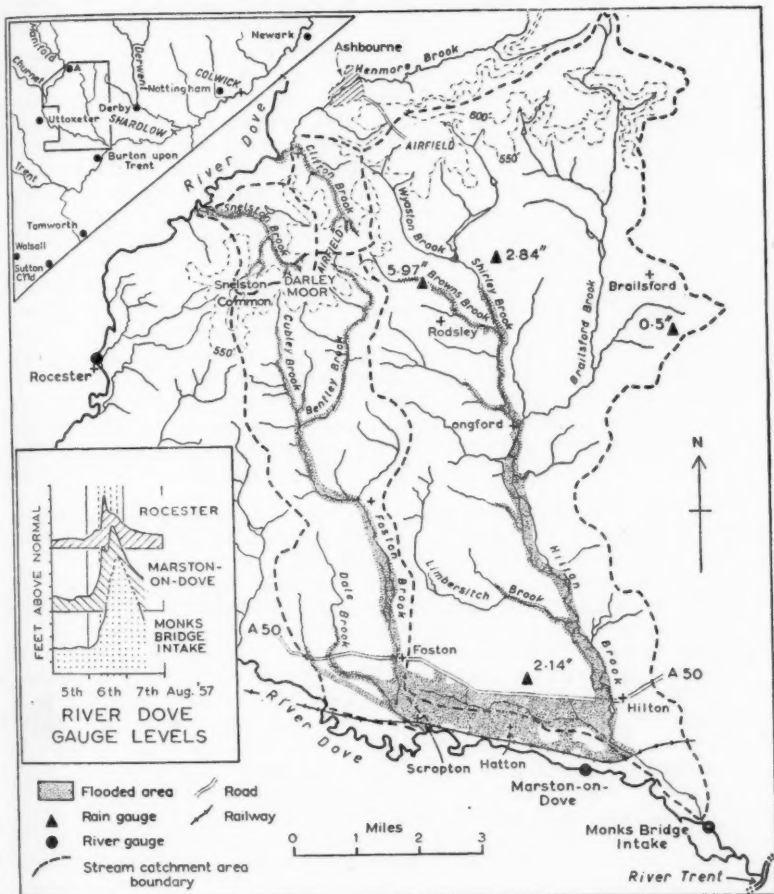 Newark
Manifold
Derwent
Churnet
A
COLWICK
Nottingham
Derby
Uttoxeter
SHARDLOW
Burton upon
Trent
Trent
Tamworth
Walsall
Sutton
Cfld
Ashbourne
Henmore Brook
600'
AIRFIELD
550'
River Dove
Clifton Brook
Wyaston Brook
Snelston Brook
AIRFIELD
2·84"
5·97"
Snelston
Common
DARLEY
MOOR
Browns Brook
Shirley Brook
Brailsford
Rodsley
0·5"
550'
Cubley Brook
Bentley Brook
Brailsford Brook
Rocester
Longford
N
FEET ABOVE NORMAL
ROCESTER
MARSTON-
ON-DOVE
MONKS
BRIDGE
INTAKE
5th 6th 7th Aug. '57
RIVER DOVE
GAUGE LEVELS
Foston
Brook
Dale Brook
Limbersitch
Brook
Hilton
Brook
A 50
Foston
2·14"
A 50
Hilton
River Dove
Scropton
Hatton
Marston-on-
Dove
Monks Bridge
Intake
River Trent
Flooded area
Road
Rain gauge
Railway
River gauge
Stream catchment area
boundary
Miles
0 1 2 3